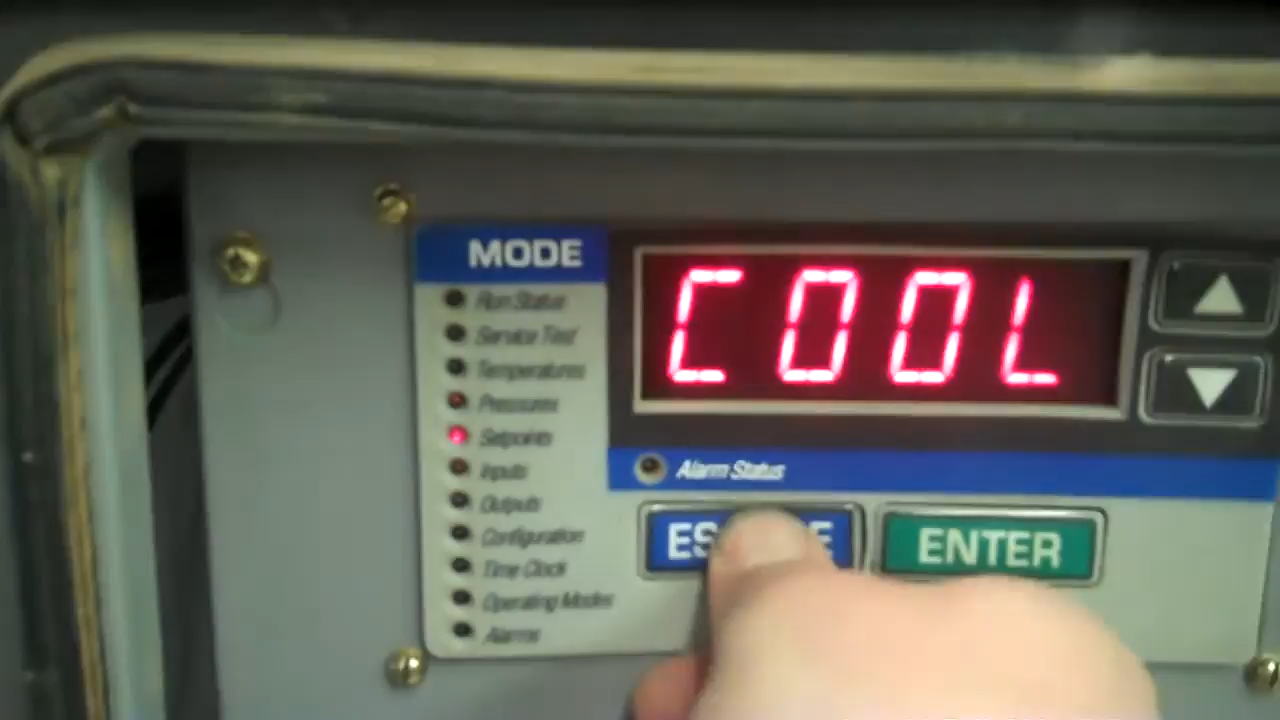 MODE
COOL
Run Status
Service Test
Temperatures
Pressures
Setpoints
Inputs
Outputs
Configuration
Time Clock
Operating Modes
Alarms
Alarm Status
ENTER